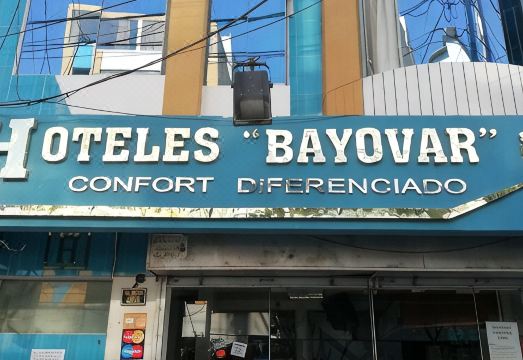 HOTELES "BAYOVAR"
CONFORT DiFERENCIADO